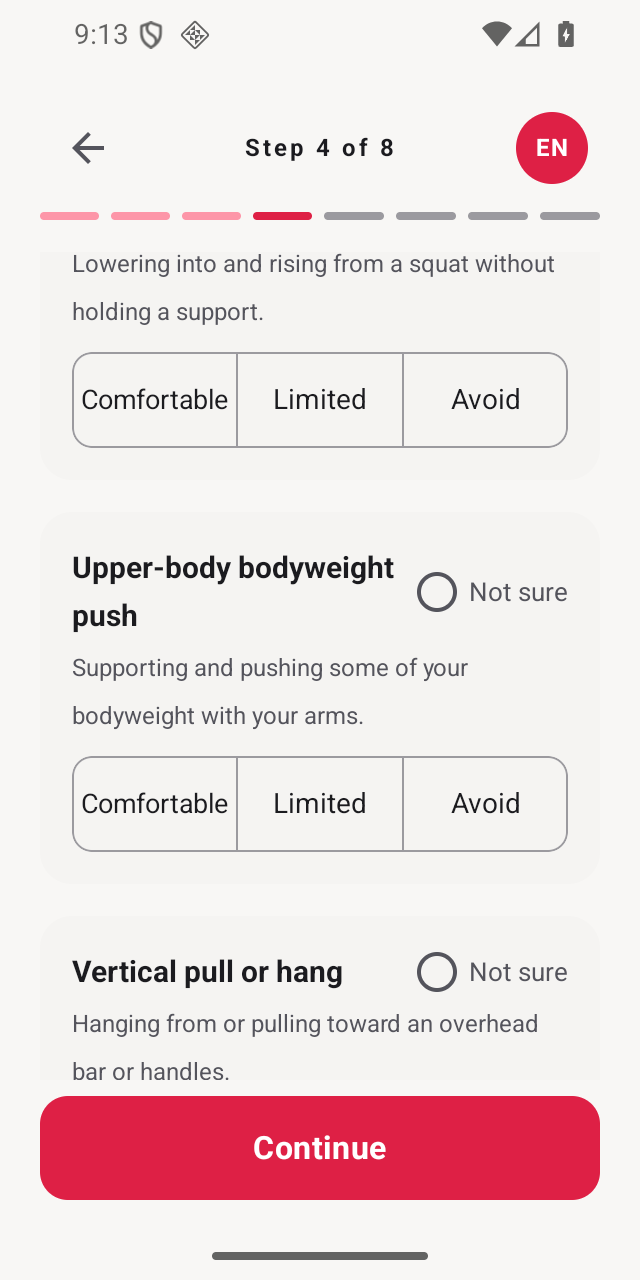 9:13
Step 4 of 8
EN
Lowering into and rising from a squat without
holding a support.
Comfortable
Limited
Avoid
Upper-body bodyweight
push
Not sure
Supporting and pushing some of your
bodyweight with your arms.
Comfortable
Limited
Avoid
Vertical pull or hang
Not sure
Hanging from or pulling toward an overhead
bar or handles.
Continue